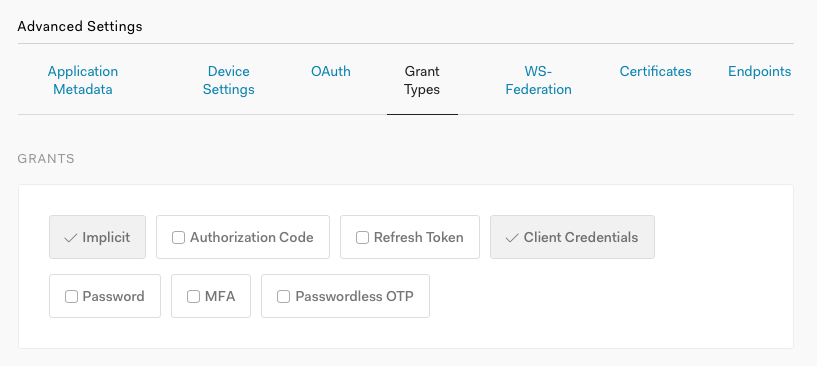 Advanced Settings
Application Metadata
Device Settings
OAuth
Grant Types
WS-Federation
Certificates
Endpoints
GRANTS
Implicit
Authorization Code
Refresh Token
Client Credentials
Password
MFA
Passwordless OTP